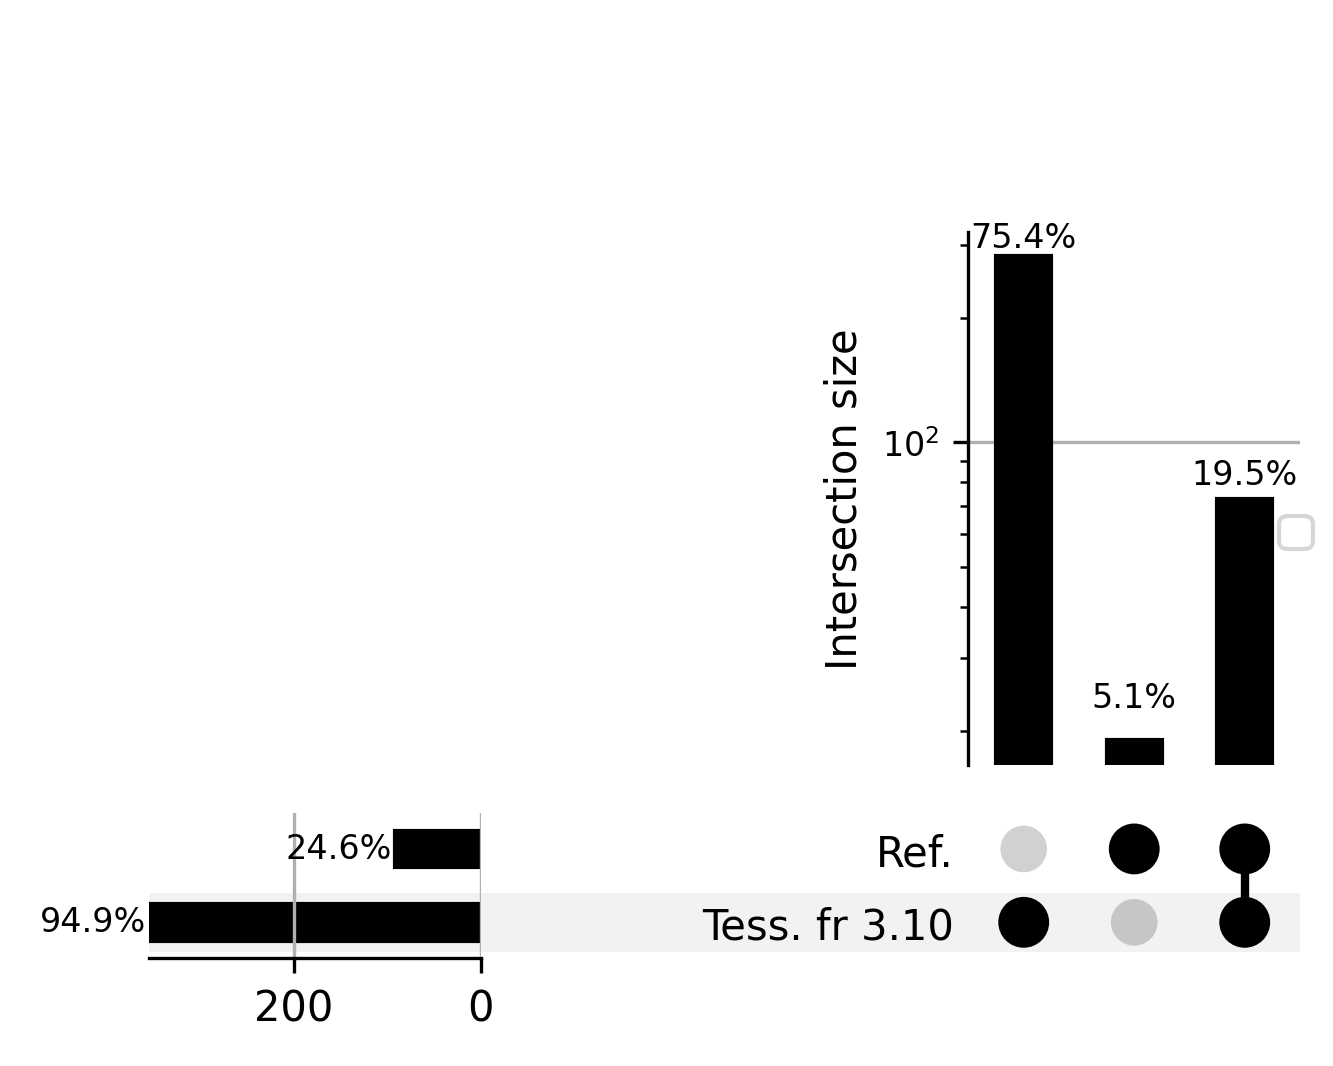 75.4%
Intersection size
10²
19.5%
5.1%
24.6%
Ref.
94.9%
Tess. fr 3.10
200
0